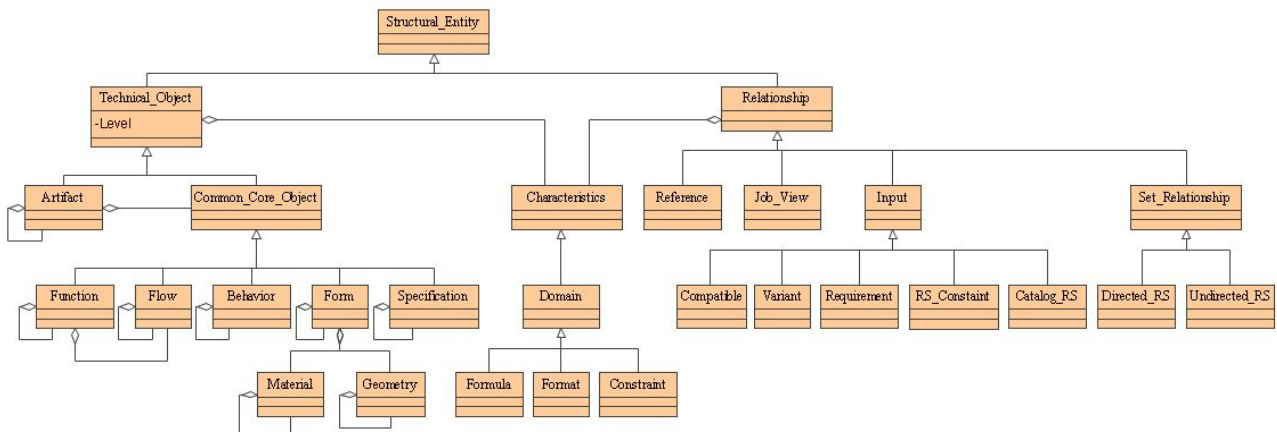 Structural_Entity
Technical_Object
-Level
Relationship
Artifact
Common_Core_Object
Characteristics
Reference
Job_View
Input
Set_Relationship
Function
Flow
Behavior
Form
Specification
Domain
Compatible
Variant
Requirement
RS_Constaint
Catalog_RS
Directed_RS
Undirected_RS
Material
Geometry
Formula
Format
Constraint